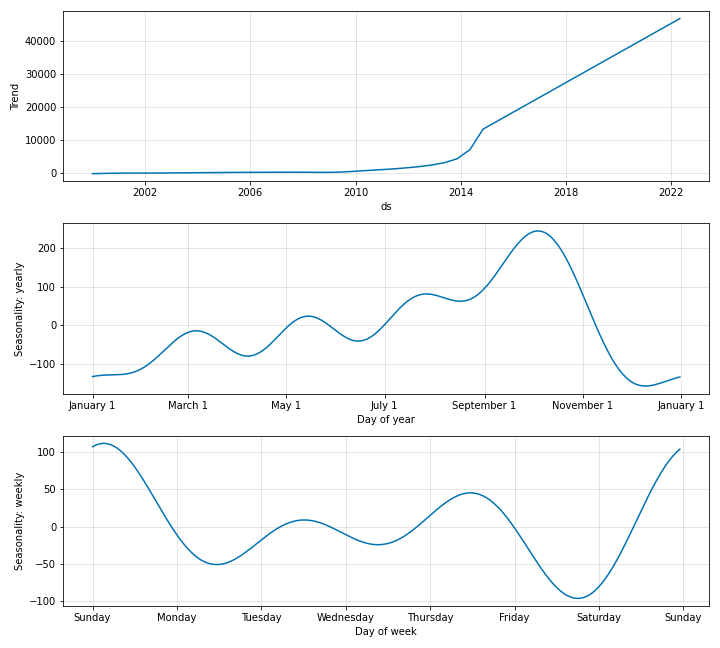 Trend
40000
30000
20000
10000
0
2002 2006 2010 2014 2018 2022
ds
Seasonality: yearly
200
100
0
−100
January 1 March 1 May 1 July 1 September 1 November 1 January 1
Day of year
Seasonality: weekly
100
50
0
−50
−100
Sunday Monday Tuesday Wednesday Thursday Friday Saturday Sunday
Day of week